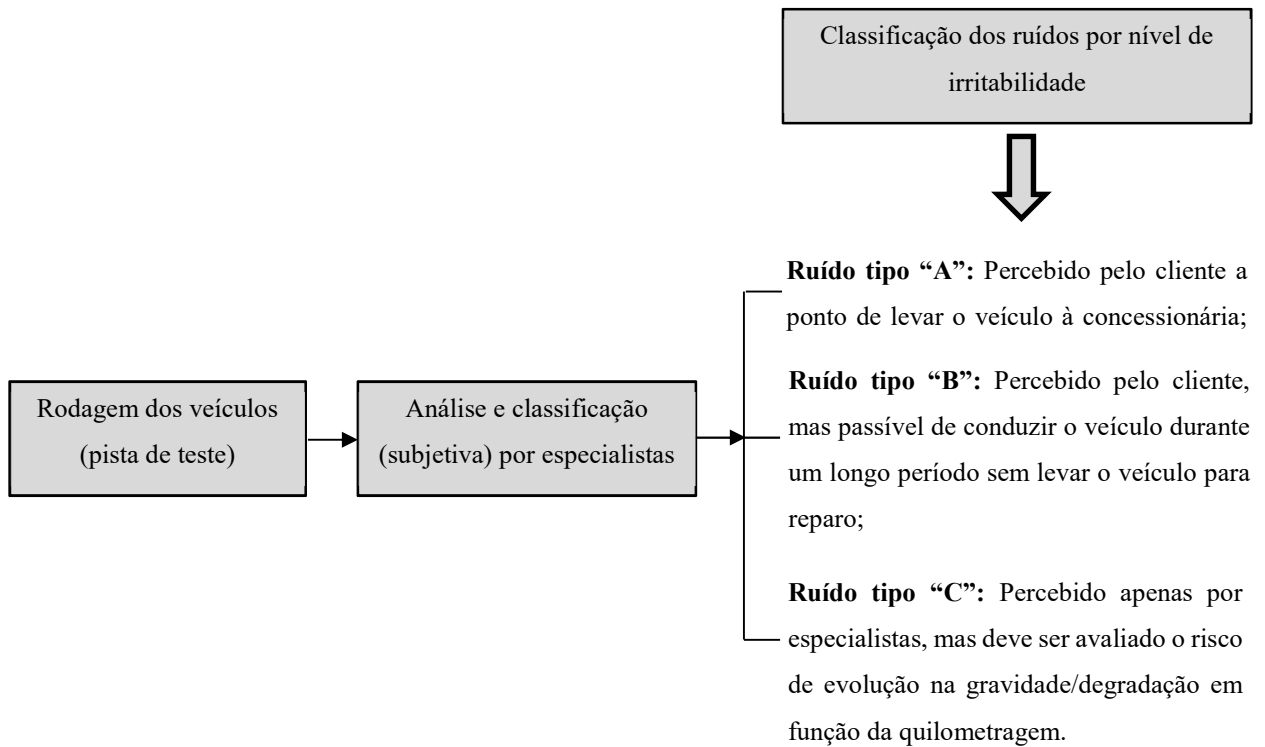 Classificação dos ruídos por nível de
irritabilidade
Rodagem dos veículos
(pista de teste)
Análise e classificação
(subjetiva) por especialistas
Ruído tipo “A”: Percebido pelo cliente a
ponto de levar o veículo à concessionária;
Ruído tipo “B”: Percebido pelo cliente,
mas passível de conduzir o veículo durante
um longo período sem levar o veículo para
reparo;
Ruído tipo “C”: Percebido apenas por
especialistas, mas deve ser avaliado o risco
de evolução na gravidade/degradação em
função da quilometragem.